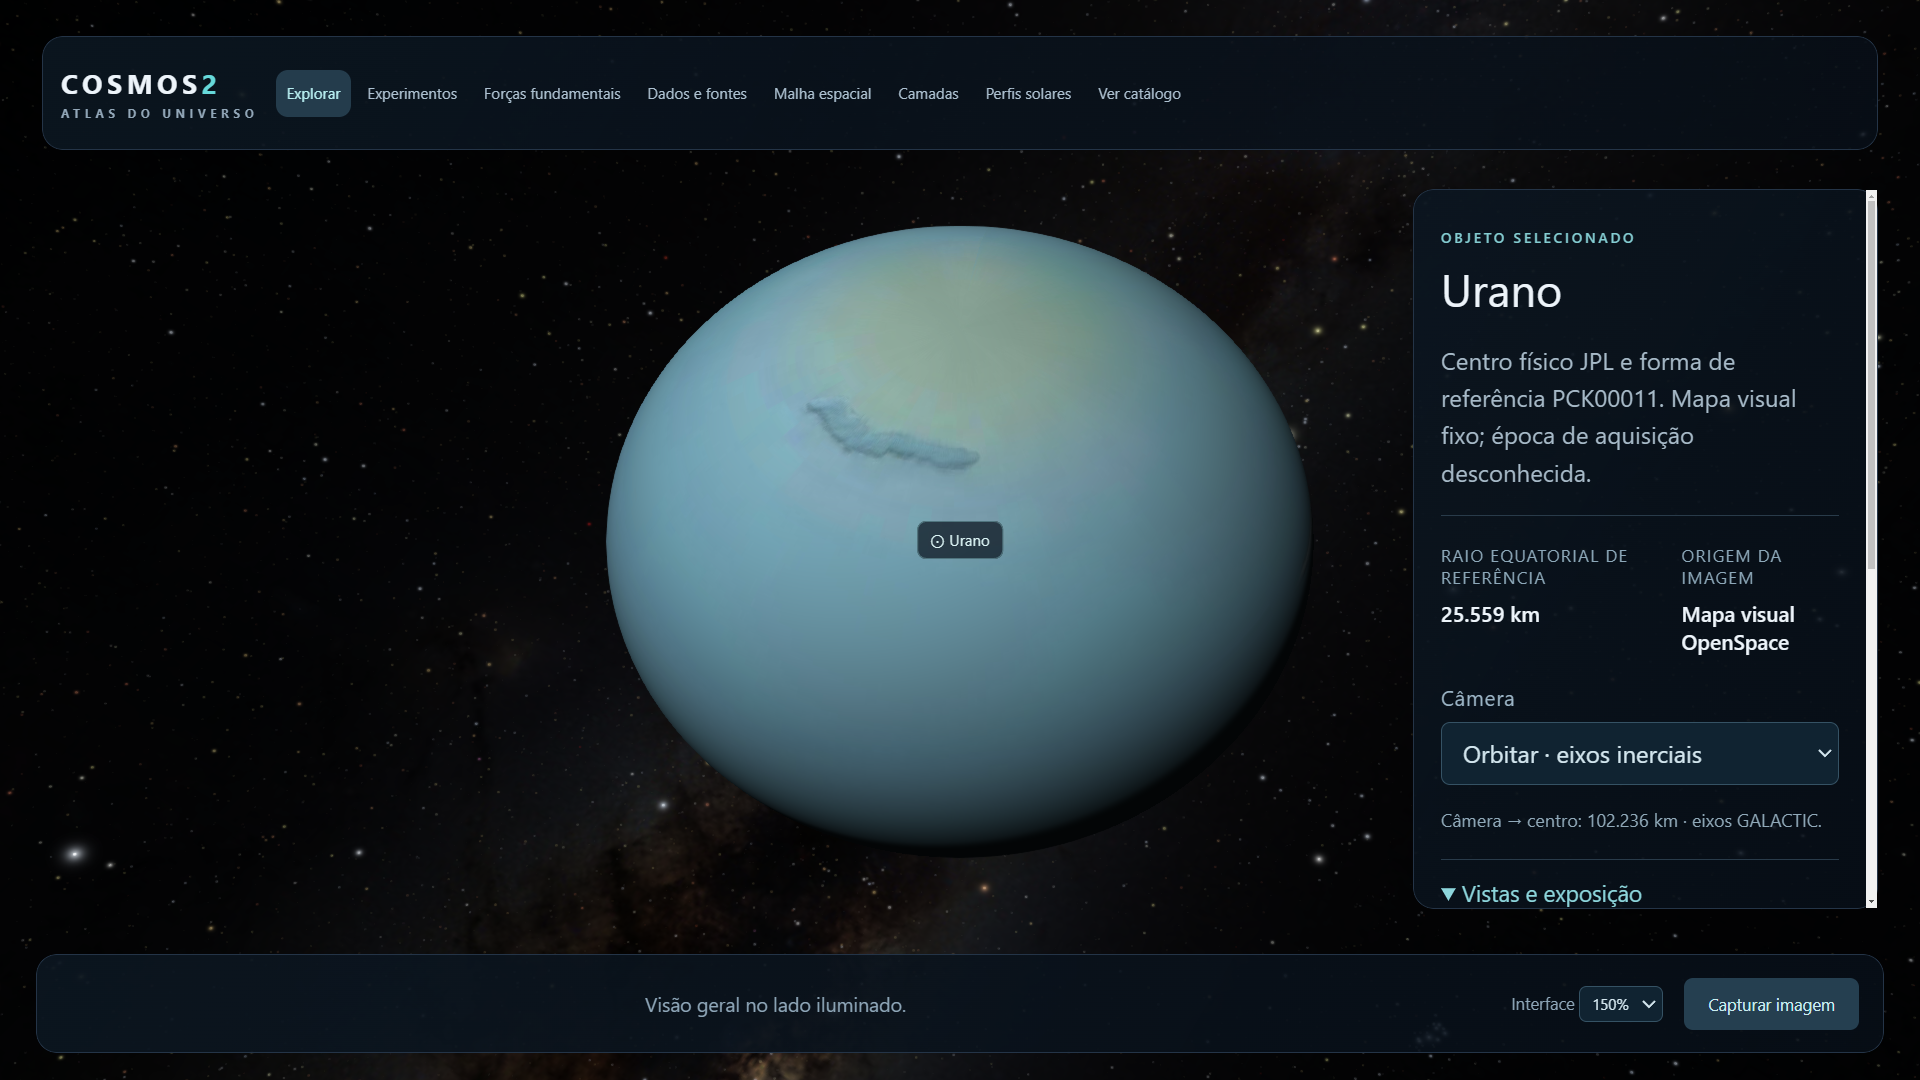 COSMOS2
ATLAS DO UNIVERSO
Explorar
Experimentos
Forças fundamentais
Dados e fontes
Malha espacial
Camadas
Perfis solares
Ver catálogo
Urano
OBJETO SELECIONADO
Urano
Centro físico JPL e forma de
referência PCK00011. Mapa visual
fixo; época de aquisição
desconhecida.
RAIO EQUATORIAL DE
REFERÊNCIA
25.559 km
ORIGEM DA
IMAGEM
Mapa visual
OpenSpace
Câmera
Orbitar · eixos inerciais
Câmera → centro: 102.236 km · eixos GALACTIC.
▼ Vistas e exposição
Visão geral no lado iluminado.
Interface
150%
Capturar imagem